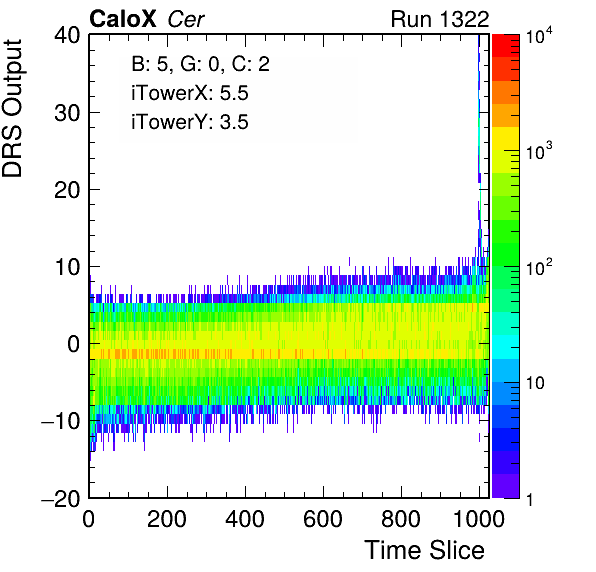 CaloX Cer Run 1322
B: 5, G: 0, C: 2
iTowerX: 5.5
iTowerY: 3.5
DRS Output
40
30
20
10
0
−10
−20
0 200 400 600 800 1000
Time Slice
10^4
10^3
10^2
10
1